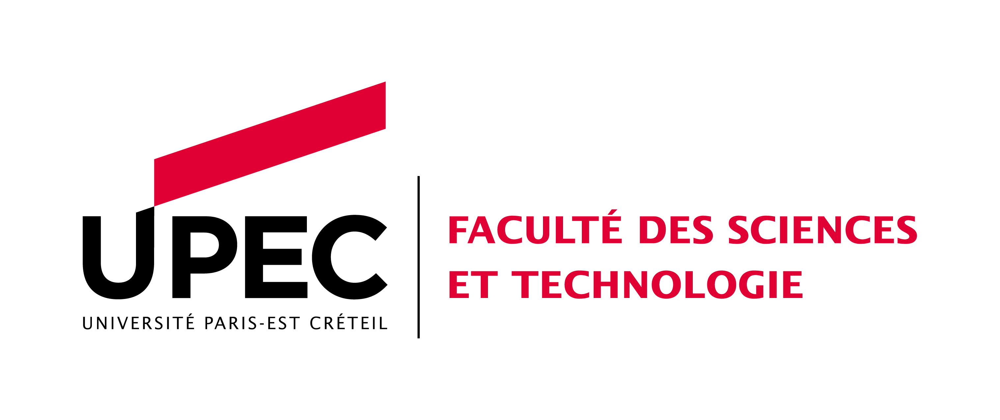 UPEC
UNIVERSITÉ PARIS-EST CRÉTEIL
FACULTÉ DES SCIENCES
ET TECHNOLOGIE